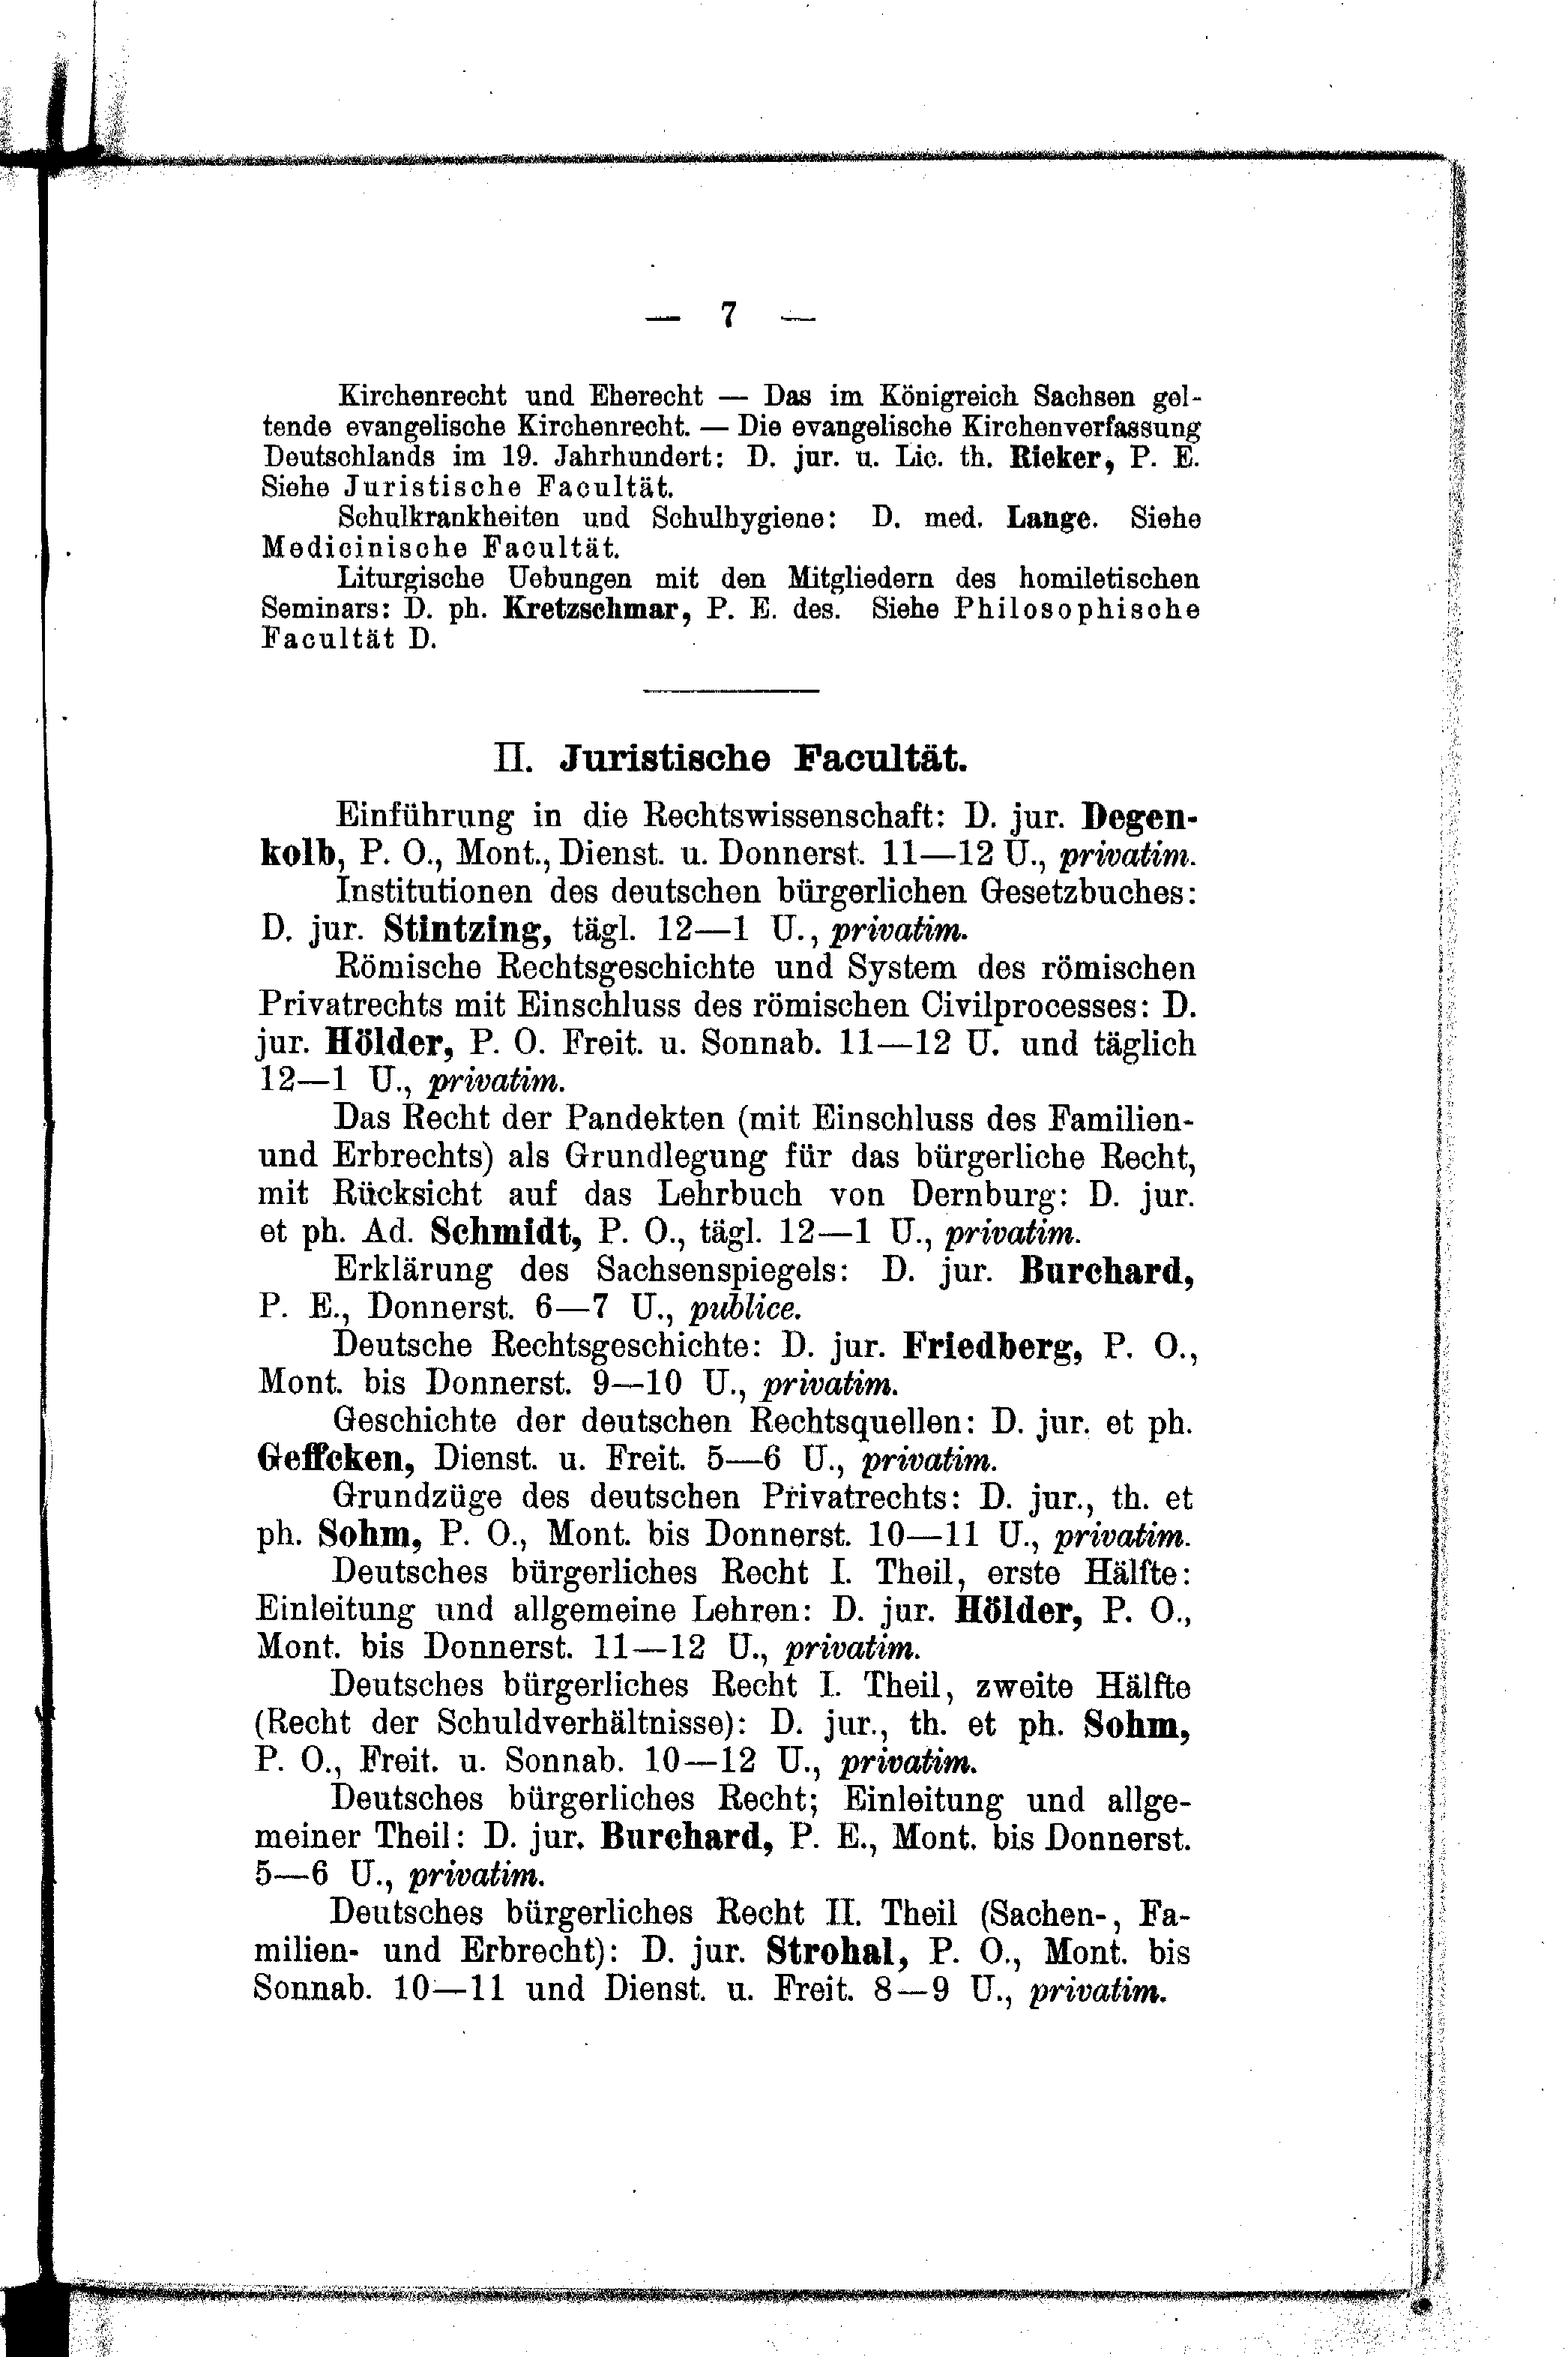 — 7 —
Kirchenrecht und Eherecht — Das im Königreich Sachsen gel-
tende evangelische Kirchenrecht. — Die evangelische Kirchenverfassung
Deutschlands im 19. Jahrhundert: D. jur. u. Lic. th. Rieker, P. E.
Siehe Juristische Facultät.
Schulkrankheiten und Schulhygiene: D. med. Lange. Siehe
Medicinische Facultät.
Liturgische Uebungen mit den Mitgliedern des homiletischen
Seminars: D. ph. Kretzschmar, P. E. des. Siehe Philosophische
Facultät D.
II. Juristische Facultät.
Einführung in die Rechtswissenschaft: D. jur. Degen-
kolb, P. O., Mont., Dienst. u. Donnerst. 11—12 U., privatim.
Institutionen des deutschen bürgerlichen Gesetzbuches:
D. jur. Stintzing, tägl. 12—1 U., privatim.
Römische Rechtsgeschichte und System des römischen
Privatrechts mit Einschluss des römischen Civilprocesses: D.
jur. Hölder, P. O. Freit. u. Sonnab. 11—12 U. und täglich
12—1 U., privatim.
Das Recht der Pandekten (mit Einschluss des Familien-
und Erbrechts) als Grundlegung für das bürgerliche Recht,
mit Rücksicht auf das Lehrbuch von Dernburg: D. jur.
et ph. Ad. Schmidt, P. O., tägl. 12—1 U., privatim.
Erklärung des Sachsenspiegels: D. jur. Burchard,
P. E., Donnerst. 6—7 U., publice.
Deutsche Rechtsgeschichte: D. jur. Friedberg, P. O.,
Mont. bis Donnerst. 9—10 U., privatim.
Geschichte der deutschen Rechtsquellen: D. jur. et ph.
Geffcken, Dienst. u. Freit. 5—6 U., privatim.
Grundzüge des deutschen Privatrechts: D. jur., th. et
ph. Sohm, P. O., Mont. bis Donnerst. 10—11 U., privatim.
Deutsches bürgerliches Recht I. Theil, erste Hälfte:
Einleitung und allgemeine Lehren: D. jur. Hölder, P. O.,
Mont. bis Donnerst. 11—12 U., privatim.
Deutsches bürgerliches Recht I. Theil, zweite Hälfte
(Recht der Schuldverhältnisse): D. jur., th. et ph. Sohm,
P. O., Freit. u. Sonnab. 10—12 U., privatim.
Deutsches bürgerliches Recht; Einleitung und allge-
meiner Theil: D. jur. Burchard, P. E., Mont. bis Donnerst.
5—6 U., privatim.
Deutsches bürgerliches Recht II. Theil (Sachen-, Fa-
milien- und Erbrecht): D. jur. Strohal, P. O., Mont. bis
Sonnab. 10—11 und Dienst. u. Freit. 8—9 U., privatim.